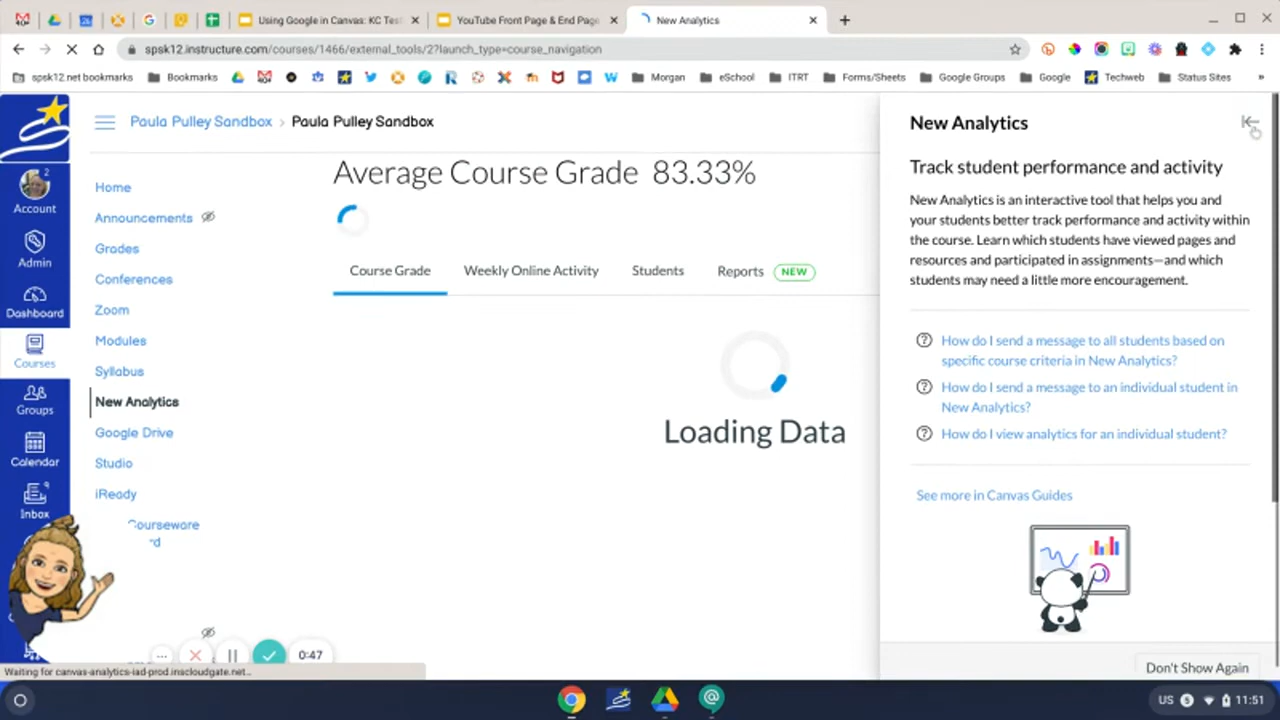 Using Google in Canvas: KC Test
YouTube Front Page & End Page
New Analytics
spsk12.instructure.com/courses/1466/external_tools/2?launch_type=course_navigation
spsk12.net bookmarks
Bookmarks
Morgan
eSchool
ITRT
Forms/Sheets
Google Groups
Google
Techweb
Status Sites
Paula Pulley Sandbox > Paula Pulley Sandbox
Account
2
Admin
Dashboard
Courses
Groups
Calendar
Inbox
9
Home
Announcements
Grades
Conferences
Zoom
Modules
Syllabus
New Analytics
Google Drive
Studio
iReady
Courseware
rd
Average Course Grade 83.33%
Course Grade
Weekly Online Activity
Students
Reports NEW
Loading Data
New Analytics
Track student performance and activity
New Analytics is an interactive tool that helps you and
your students better track performance and activity within
the course. Learn which students have viewed pages and
resources and participated in assignments—and which
students may need a little more encouragement.
How do I send a message to all students based on
specific course criteria in New Analytics?
How do I send a message to an individual student in
New Analytics?
How do I view analytics for an individual student?
See more in Canvas Guides
Don't Show Again
0:47
Waiting for canvas-analytics-iad-prod.inscloudgate.net...
US
11:51